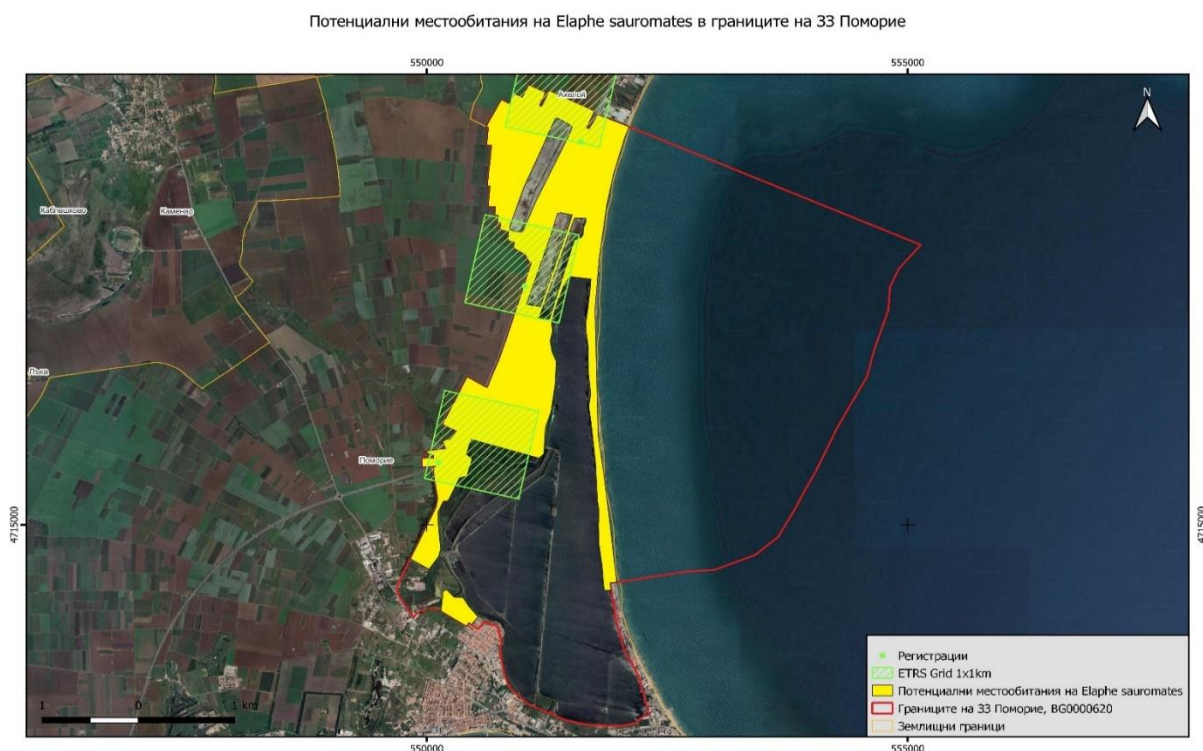 Потенциални местообитания на Elaphe sauromates в границите на ЗЗ Поморие
550000
555000
N
Ахелой
Каблешково
Каменар
Лъка
Поморие
4715000
4715000
1 0 1 km
Регистрации
ETRS Grid 1x1km
Потенциални местообитания на Elaphe sauromates
Границите на ЗЗ Поморие, BG0000620
Землищни граници
550000
555000